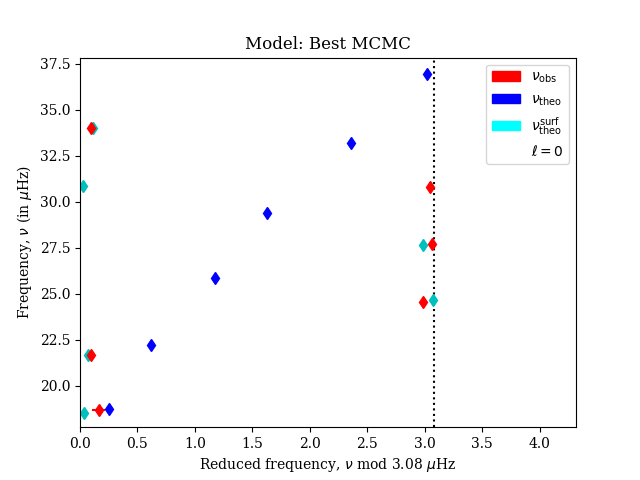 Model: Best MCMC
37.5
35.0
32.5
30.0
27.5
25.0
22.5
20.0
Frequency, ν (in μHz)
ν_obs
ν_theo
ν_theo^surf
ℓ = 0
0.0 0.5 1.0 1.5 2.0 2.5 3.0 3.5 4.0
Reduced frequency, ν mod 3.08 μHz